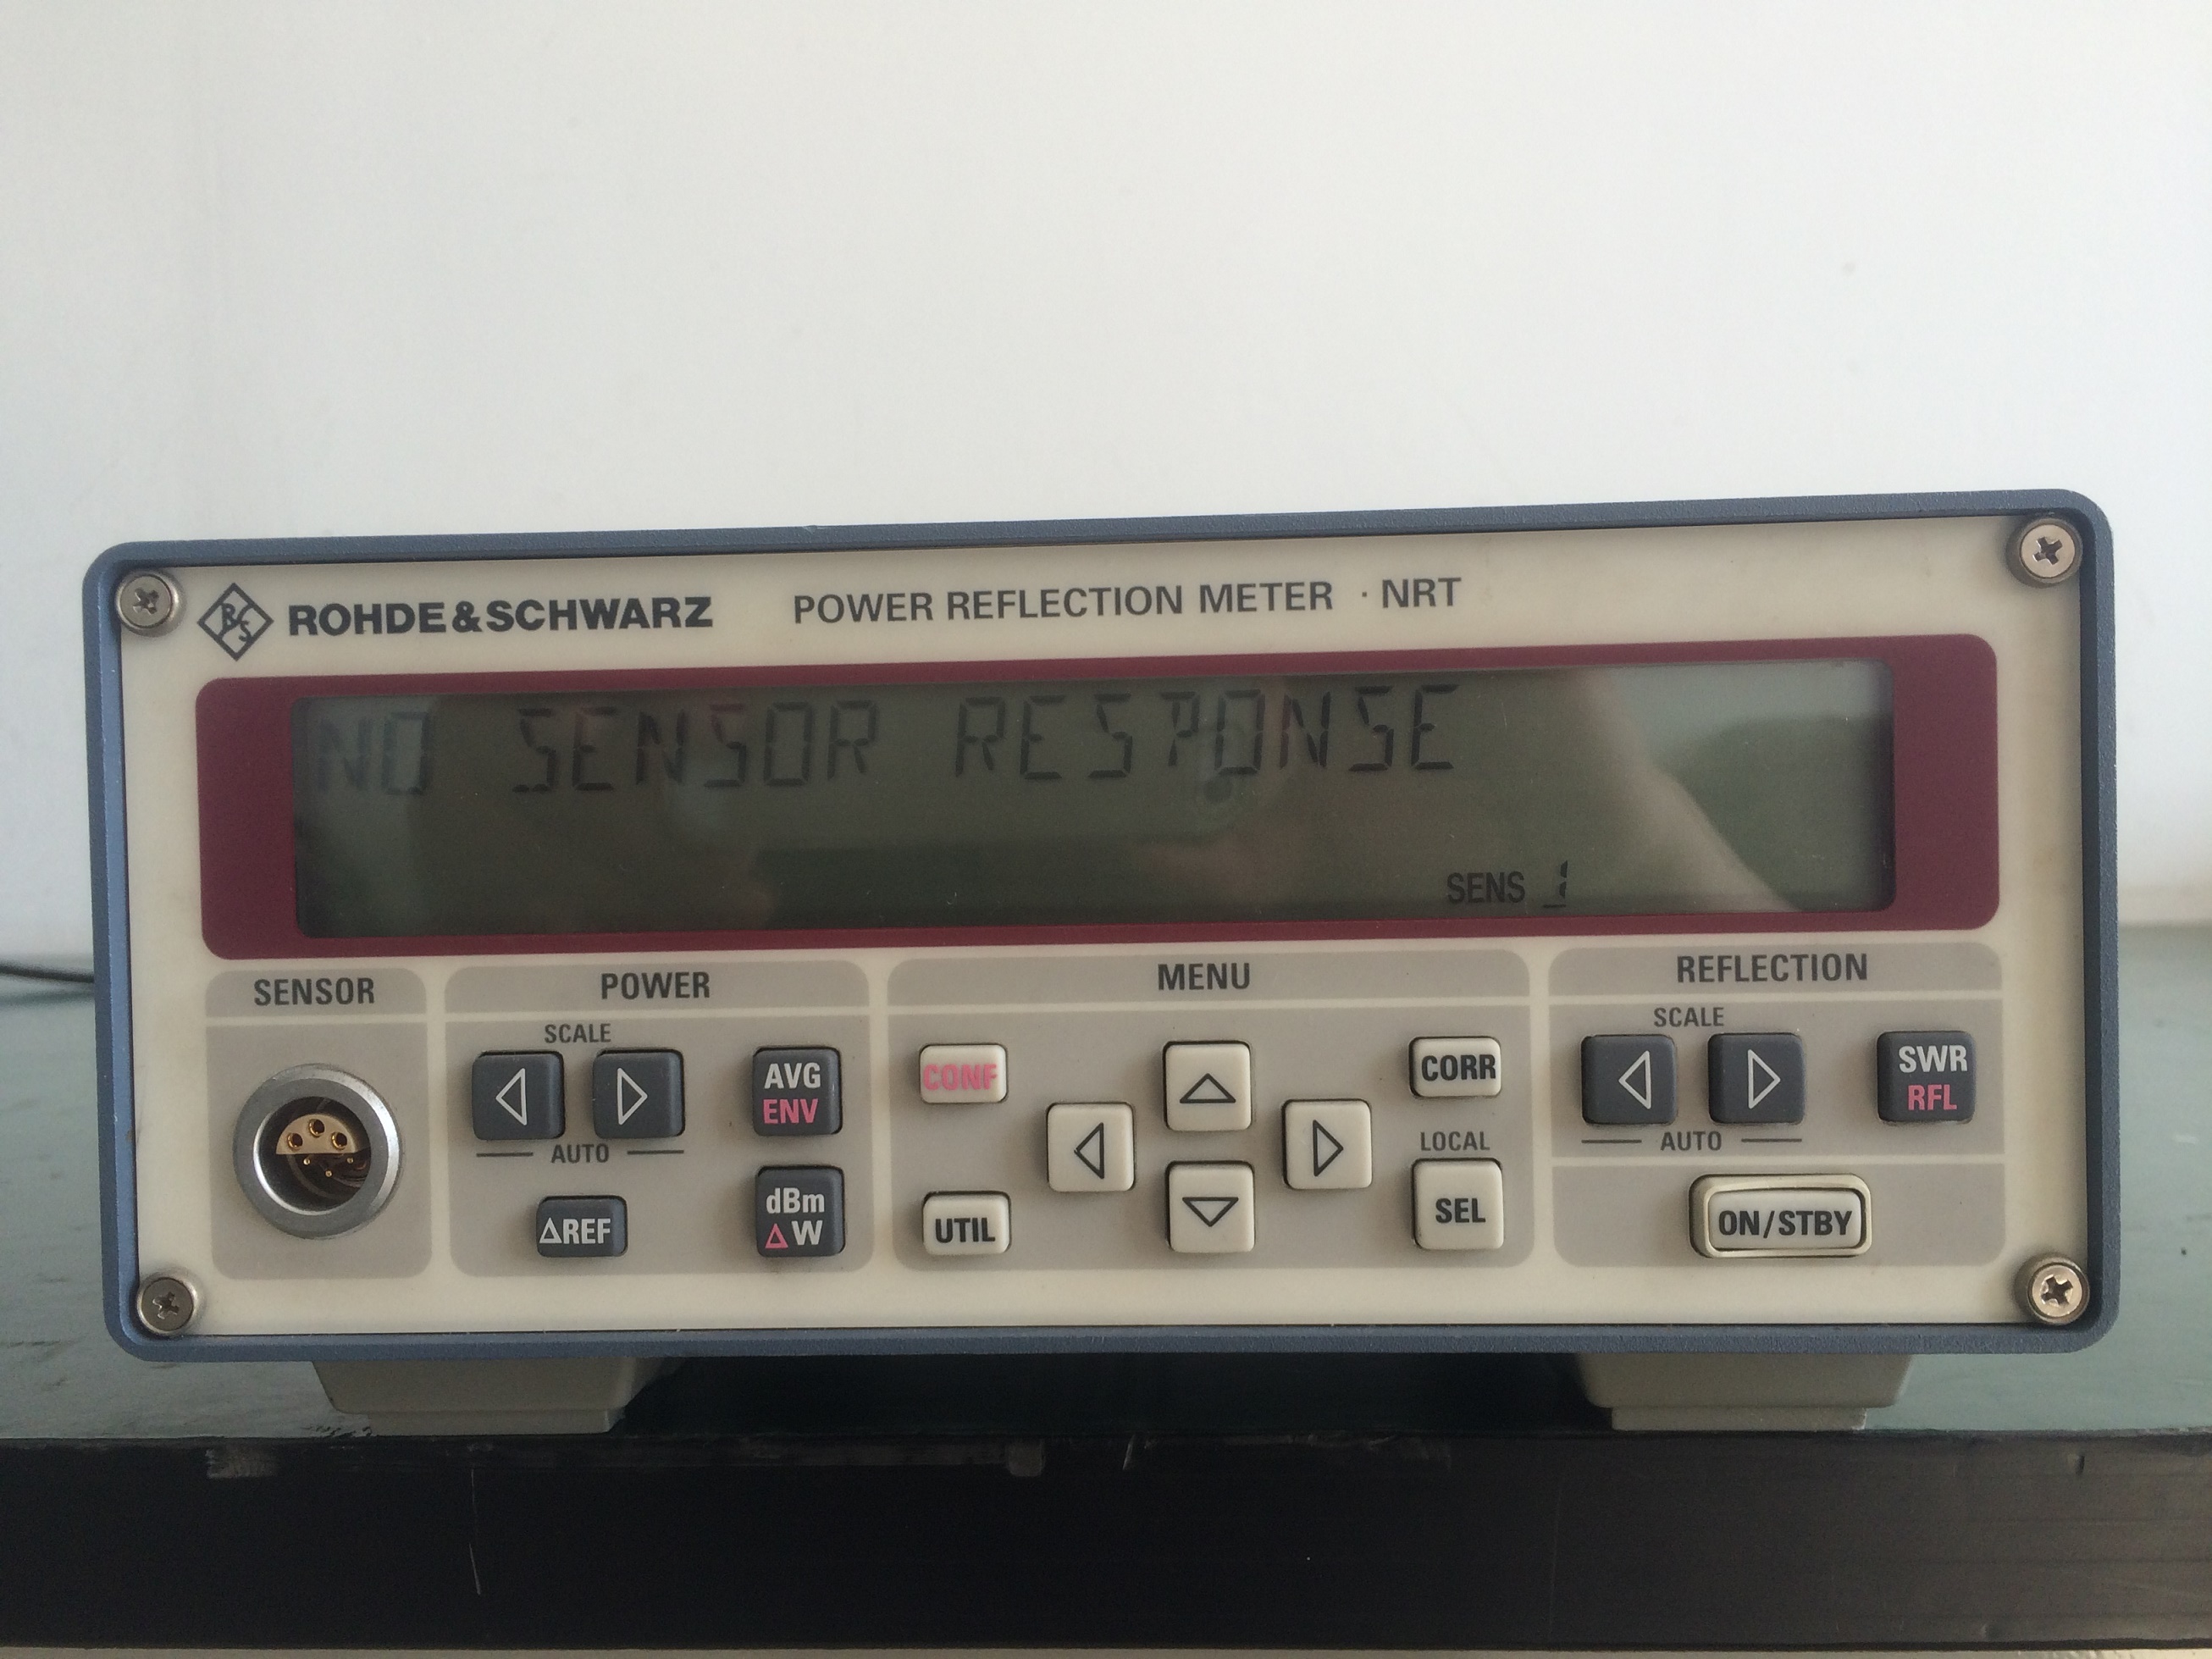 R&S ROHDE&SCHWARZ POWER REFLECTION METER · NRT
NO SENSOR RESPONSE
SENS
SENSOR POWER MENU REFLECTION
SCALE
AUTO
ΔREF
AVG
ENV
dBm
ΔW
CONF
UTIL
CORR
LOCAL
SEL
SCALE
AUTO
SWR
RFL
ON/STBY